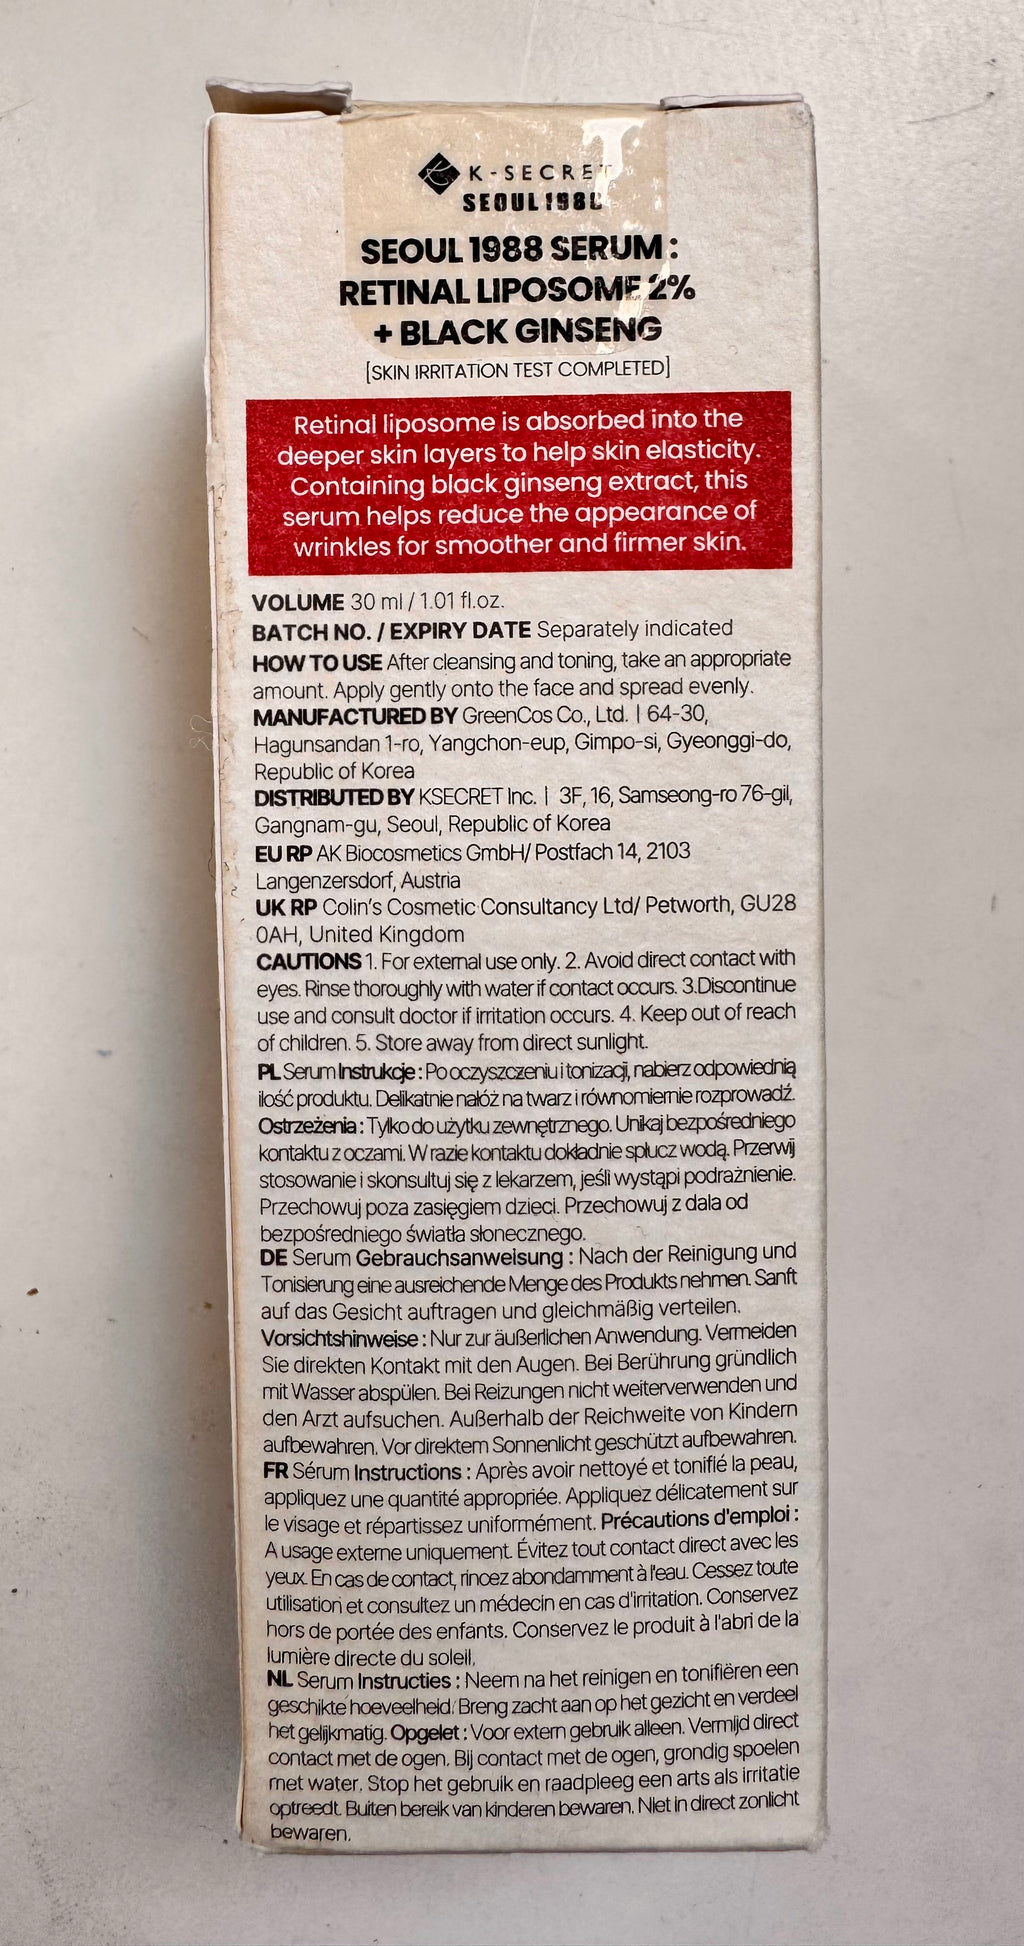 K-SECRET
SEOUL 1988
SEOUL 1988 SERUM :
RETINAL LIPOSOME 2%
+ BLACK GINSENG
[SKIN IRRITATION TEST COMPLETED]
Retinal liposome is absorbed into the
deeper skin layers to help skin elasticity.
Containing black ginseng extract, this
serum helps reduce the appearance of
wrinkles for smoother and firmer skin.
VOLUME 30 ml / 1.01 fl.oz.
BATCH NO. / EXPIRY DATE Separately indicated
HOW TO USE After cleansing and toning, take an appropriate
amount. Apply gently onto the face and spread evenly.
MANUFACTURED BY GreenCos Co., Ltd. | 64-30,
Hagunsandan 1-ro, Yangchon-eup, Gimpo-si, Gyeonggi-do,
Republic of Korea
DISTRIBUTED BY KSECRET Inc. | 3F, 16, Samseong-ro 76-gil,
Gangnam-gu, Seoul, Republic of Korea
EU RP AK Biocosmetics GmbH/ Postfach 14, 2103
Langenzersdorf, Austria
UK RP Colin's Cosmetic Consultancy Ltd/ Petworth, GU28
0AH, United Kingdom
CAUTIONS 1. For external use only. 2. Avoid direct contact with
eyes. Rinse thoroughly with water if contact occurs. 3.Discontinue
use and consult doctor if irritation occurs. 4. Keep out of reach
of children. 5. Store away from direct sunlight.
PL Serum Instrukcje : Po oczyszczeniu i tonizacji, nabierz odpowiednią
ilość produktu. Delikatnie nałóż na twarz i równomiernie rozprowadź.
Ostrzeżenia : Tylko do użytku zewnętrznego. Unikaj bezpośredniego
kontaktu z oczami. W razie kontaktu dokładnie spłucz wodą. Przerwij
stosowanie i skonsultuj się z lekarzem, jeśli wystąpi podrażnienie.
Przechowuj poza zasięgiem dzieci. Przechowuj z dala od
bezpośredniego światła słonecznego.
DE Serum Gebrauchsanweisung : Nach der Reinigung und
Tonisierung eine ausreichende Menge des Produkts nehmen. Sanft
auf das Gesicht auftragen und gleichmäßig verteilen.
Vorsichtshinweise : Nur zur äußerlichen Anwendung. Vermeiden
Sie direkten Kontakt mit den Augen. Bei Berührung gründlich
mit Wasser abspülen. Bei Reizungen nicht weiterverwenden und
den Arzt aufsuchen. Außerhalb der Reichweite von Kindern
aufbewahren. Vor direktem Sonnenlicht geschützt aufbewahren.
FR Sérum Instructions : Après avoir nettoyé et tonifié la peau,
appliquez une quantité appropriée. Appliquez délicatement sur
le visage et répartissez uniformément. Précautions d'emploi :
A usage externe uniquement. Évitez tout contact direct avec les
yeux. En cas de contact, rincez abondamment à l'eau. Cessez toute
utilisation et consultez un médecin en cas d'irritation. Conservez
hors de portée des enfants. Conservez le produit à l'abri de la
lumière directe du soleil.
NL Serum Instructies : Neem na het reinigen en tonifiëren een
geschikte hoeveelheid. Breng zacht aan op het gezicht en verdeel
het gelijkmatig. Opgelet : Voor extern gebruik alleen. Vermijd direct
contact met de ogen. Bij contact met de ogen, grondig spoelen
met water. Stop het gebruik en raadpleeg een arts als irritatie
optreedt. Buiten bereik van kinderen bewaren. Niet in direct zonlicht
bewaren.